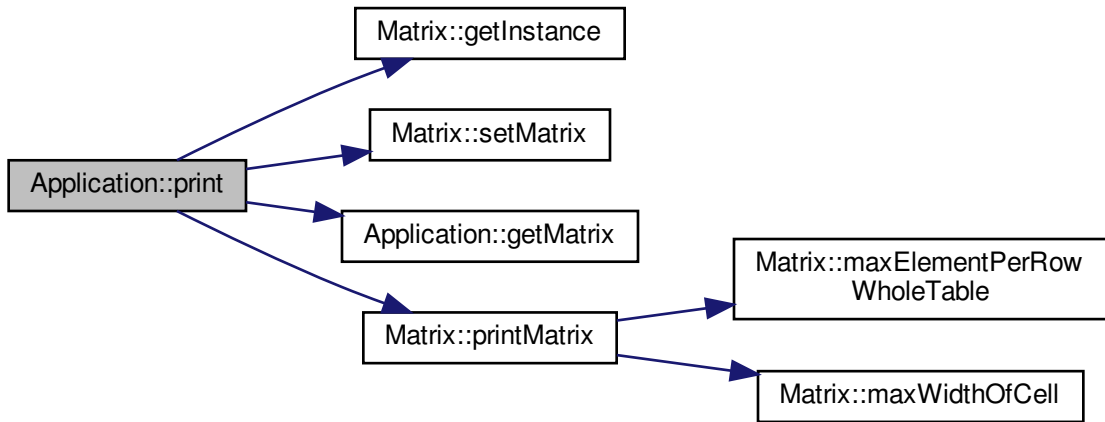 Matrix::getInstance
Matrix::setMatrix
Application::print
Application::getMatrix
Matrix::maxElementPerRow
WholeTable
Matrix::printMatrix
Matrix::maxWidthOfCell